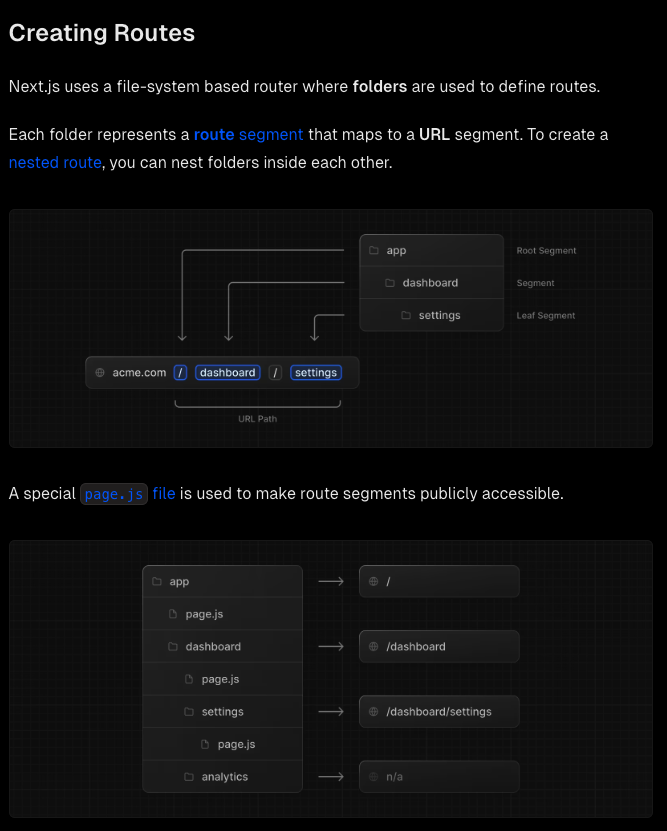 Creating Routes
Next.js uses a file-system based router where folders are used to define routes.
Each folder represents a route segment that maps to a URL segment. To create a
nested route, you can nest folders inside each other.
app Root Segment
dashboard Segment
settings Leaf Segment
acme.com / dashboard / settings
URL Path
A special page.js file is used to make route segments publicly accessible.
app /
page.js
dashboard /dashboard
page.js
settings /dashboard/settings
page.js
analytics n/a